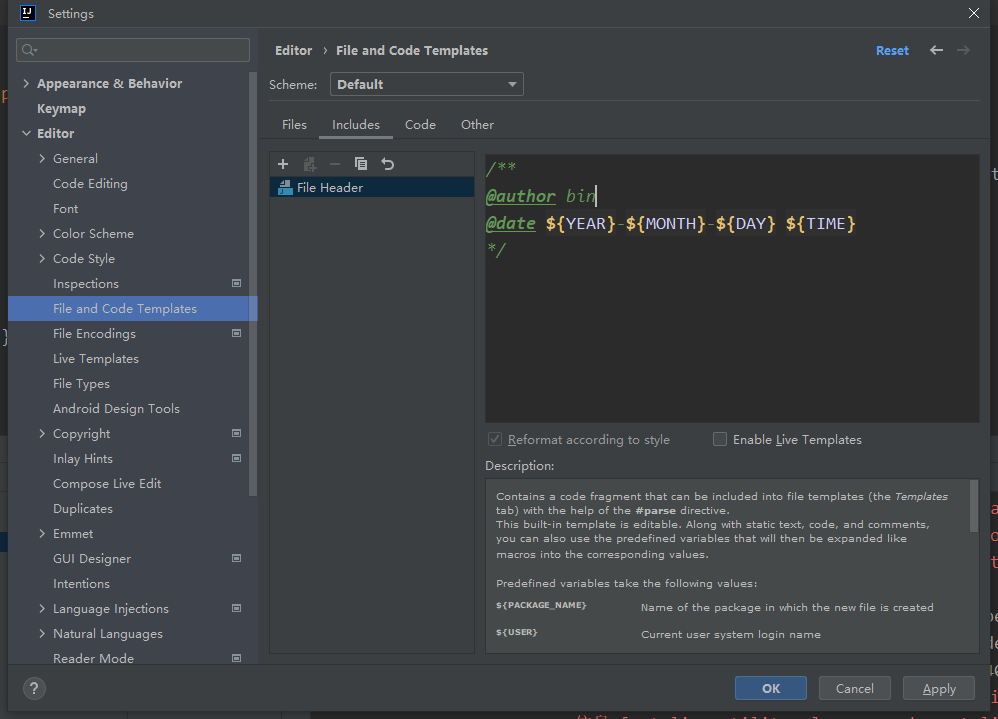 IJ
Settings
Editor › File and Code Templates
Reset
Scheme:
Default
Appearance & Behavior
Keymap
Editor
General
Code Editing
Font
Color Scheme
Code Style
Inspections
File and Code Templates
File Encodings
Live Templates
File Types
Android Design Tools
Copyright
Inlay Hints
Compose Live Edit
Duplicates
Emmet
GUI Designer
Intentions
Language Injections
Natural Languages
Reader Mode
Files
Includes
Code
Other
File Header
/**
@author bin
@date ${YEAR}-${MONTH}-${DAY} ${TIME}
*/
Reformat according to style
Enable Live Templates
Description:
Contains a code fragment that can be included into file templates (the Templates
tab) with the help of the #parse directive.
This built-in template is editable. Along with static text, code, and comments,
you can also use the predefined variables that will then be expanded like
macros into the corresponding values.
Predefined variables take the following values:
${PACKAGE_NAME} Name of the package in which the new file is created
${USER} Current user system login name
?
OK
Cancel
Apply